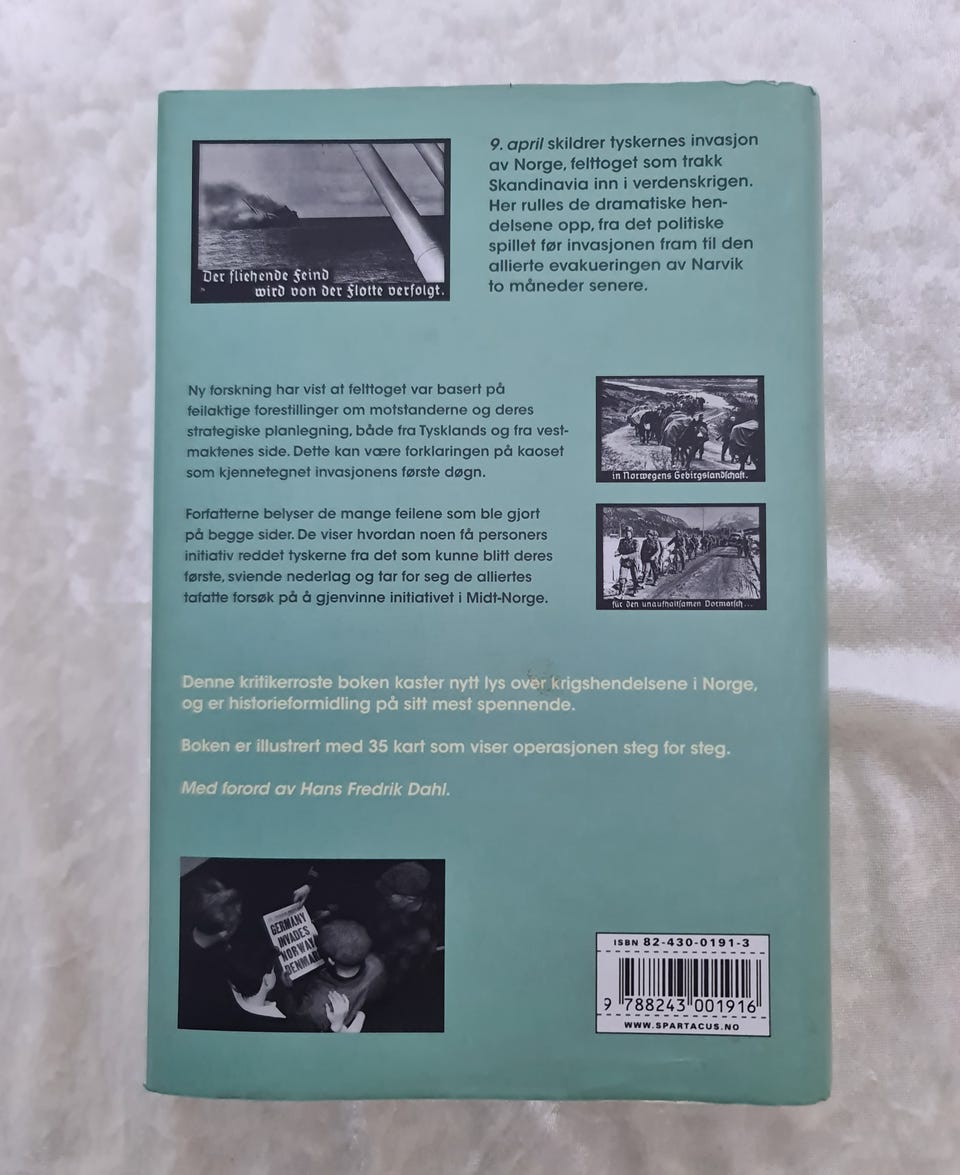 Der fliehende Feind
wird von der Flotte verfolgt.
9. april skildrer tyskernes invasjon
av Norge, felttoget som trakk
Skandinavia inn i verdenskrigen.
Her rulles de dramatiske hen-
delsene opp, fra det politiske
spillet før invasjonen fram til den
allierte evakueringen av Narvik
to måneder senere.
Ny forskning har vist at felttoget var basert på
feilaktige forestillinger om motstanderne og deres
strategiske planlegning, både fra Tysklands og fra vest-
maktenes side. Dette kan være forklaringen på kaoset
som kjennetegnet invasjonens første døgn.
in Norwegens Gebirgslandschaft.
Forfatterne belyser de mange feilene som ble gjort
på begge sider. De viser hvordan noen få personers
initiativ reddet tyskerne fra det som kunne blitt deres
første, sviende nederlag og tar for seg de alliertes
tafatte forsøk på å gjenvinne initiativet i Midt-Norge.
für den unaufhaltsamen Vormarsch...
Denne kritikerroste boken kaster nytt lys over krigshendelsene i Norge,
og er historieformidling på sitt mest spennende.
Boken er illustrert med 35 kart som viser operasjonen steg for steg.
Med forord av Hans Fredrik Dahl.
GERMANY
INVADES
NORWAY
DENMAR
ISBN 82-430-0191-3
9 788243 001916
WWW.SPARTACUS.NO